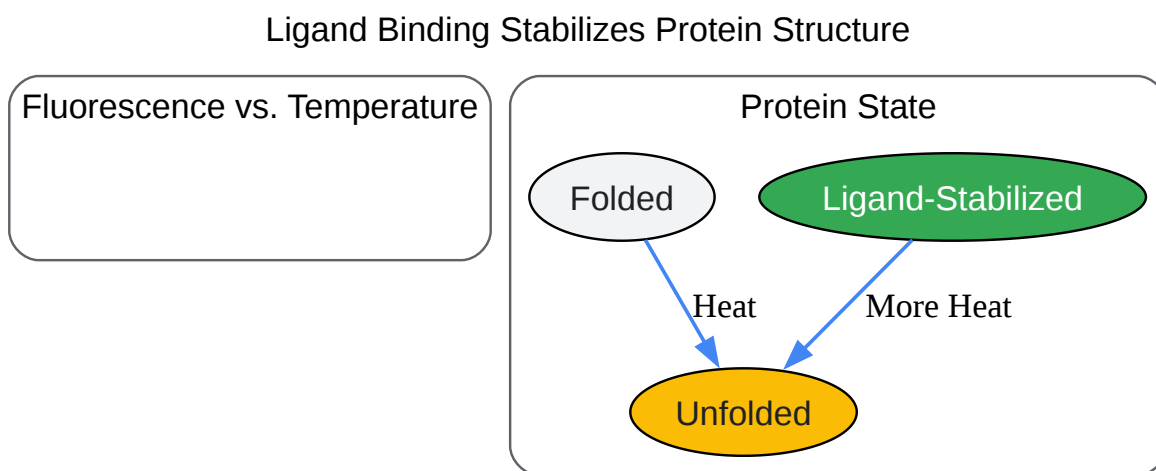 Ligand Binding Stabilizes Protein Structure
Fluorescence vs. Temperature
Protein State
Folded
Ligand-Stabilized
Heat
More Heat
Unfolded